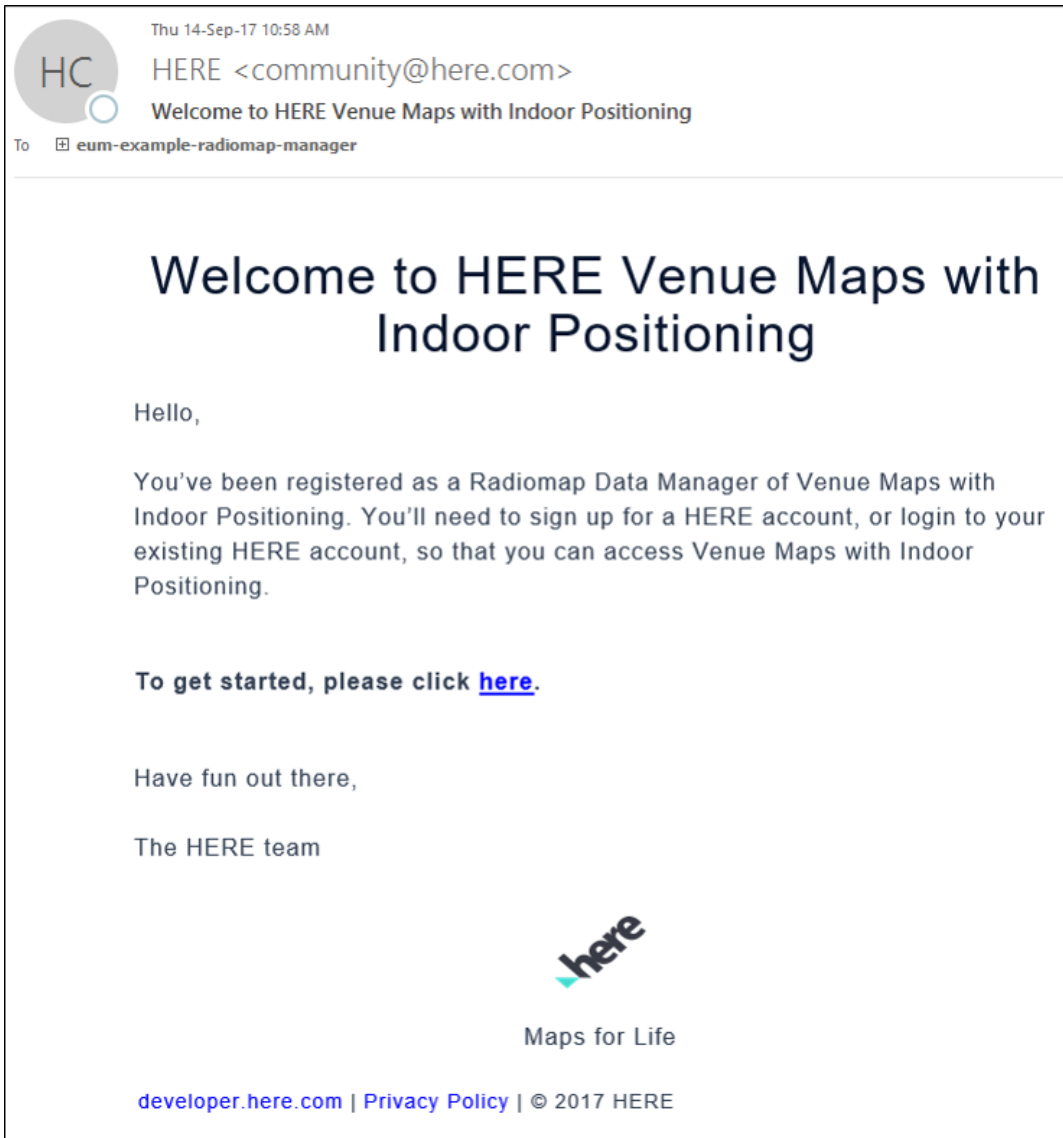 Thu 14-Sep-17 10:58 AM
HC
HERE <community@here.com>
Welcome to HERE Venue Maps with Indoor Positioning
To eum-example-radiomap-manager
Welcome to HERE Venue Maps with
Indoor Positioning
Hello,
You’ve been registered as a Radiomap Data Manager of Venue Maps with
Indoor Positioning. You’ll need to sign up for a HERE account, or login to your
existing HERE account, so that you can access Venue Maps with Indoor
Positioning.
To get started, please click here.
Have fun out there,
The HERE team
here
Maps for Life
developer.here.com | Privacy Policy | © 2017 HERE